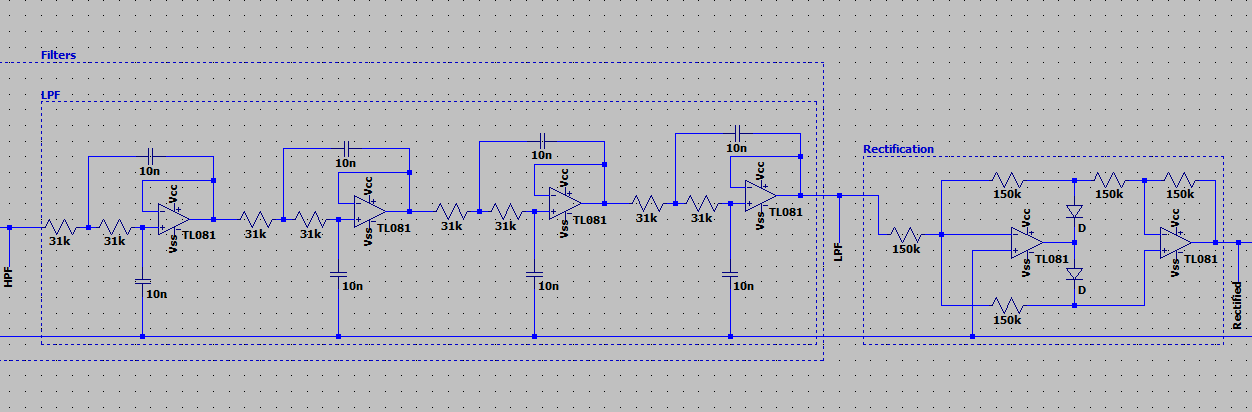 Filters
LPF
Rectification
10n
10n
10n
10n
Vcc
Vcc
Vcc
Vcc
150k
150k
150k
31k
31k
Vss
TL081
31k
31k
Vss
TL081
31k
31k
Vss
TL081
31k
31k
Vss
TL081
HPF
10n
10n
10n
10n
LPF
150k
Vcc
Vss
TL081
D
D
150k
Vcc
Vss
TL081
Rectified